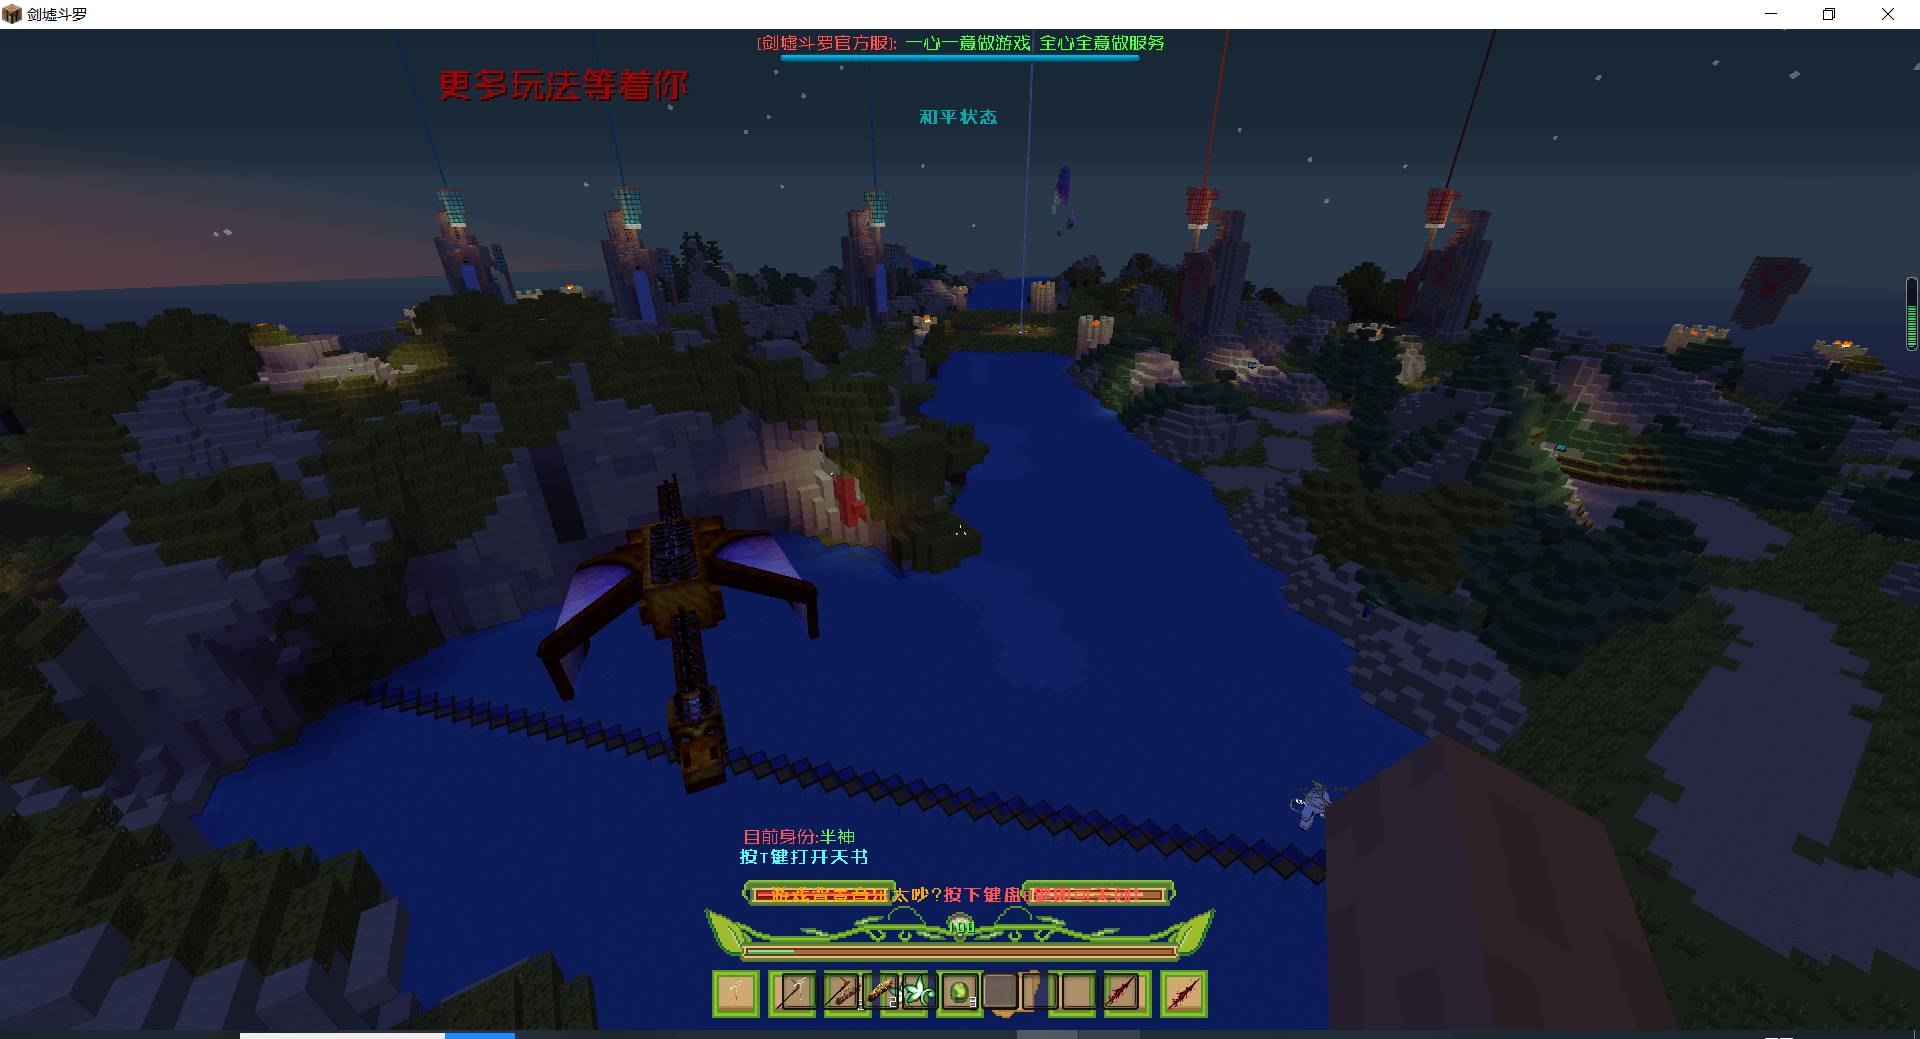 剑墟斗罗
[剑墟斗罗官方服]: 一心一意做游戏 全心全意做服务
更多玩法等着你
和平状态
目前身份:半神
按T键打开天书
太吵?按下键盘
100
2
3